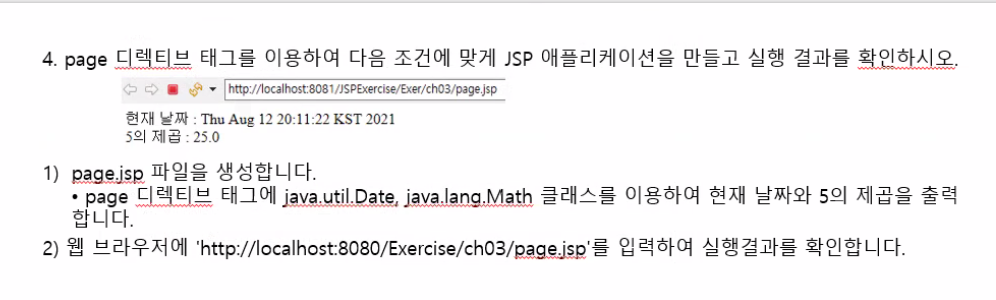 4. page 디렉티브 태그를 이용하여 다음 조건에 맞게 JSP 애플리케이션을 만들고 실행 결과를 확인하시오.
http://localhost:8081/JSPExercise/Exer/ch03/page.jsp
현재 날짜 : Thu Aug 12 20:11:22 KST 2021
5의 제곱 : 25.0
1) page.jsp 파일을 생성합니다.
• page 디렉티브 태그에 java.util.Date, java.lang.Math 클래스를 이용하여 현재 날짜와 5의 제곱을 출력
합니다.
2) 웹 브라우저에 'http://localhost:8080/Exercise/ch03/page.jsp'를 입력하여 실행결과를 확인합니다.